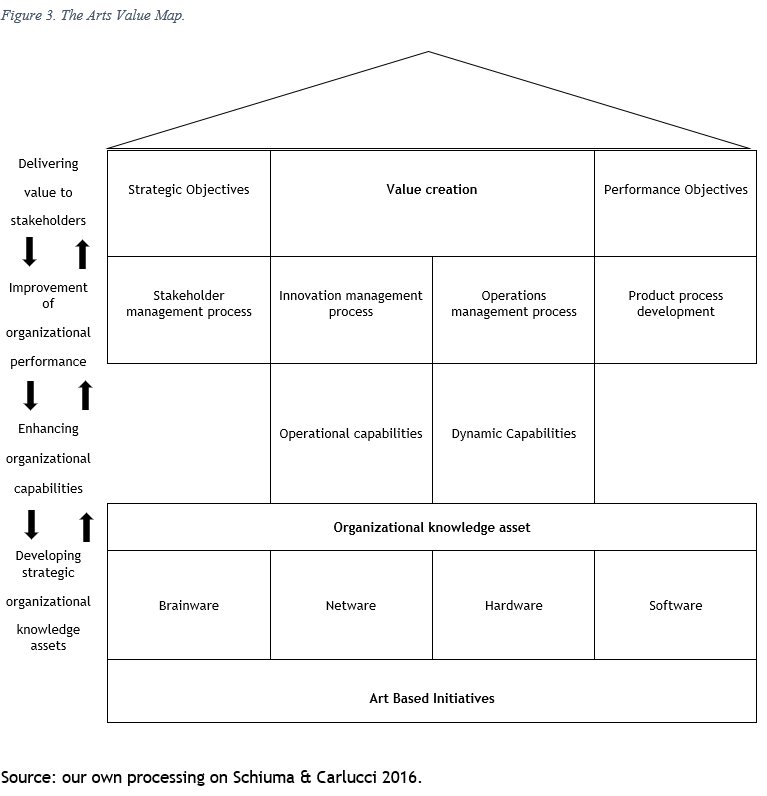 Figure 3. The Arts Value Map.
Delivering
value to
stakeholders
Strategic Objectives
Value creation
Performance Objectives
Improvement
of
organizational
performance
Stakeholder
management process
Innovation management
process
Operations
management process
Product process
development
Enhancing
organizational
capabilities
Operational capabilities
Dynamic Capabilities
Organizational knowledge asset
Developing
strategic
organizational
knowledge
assets
Brainware
Netware
Hardware
Software
Art Based Initiatives
Source: our own processing on Schiuma & Carlucci 2016.